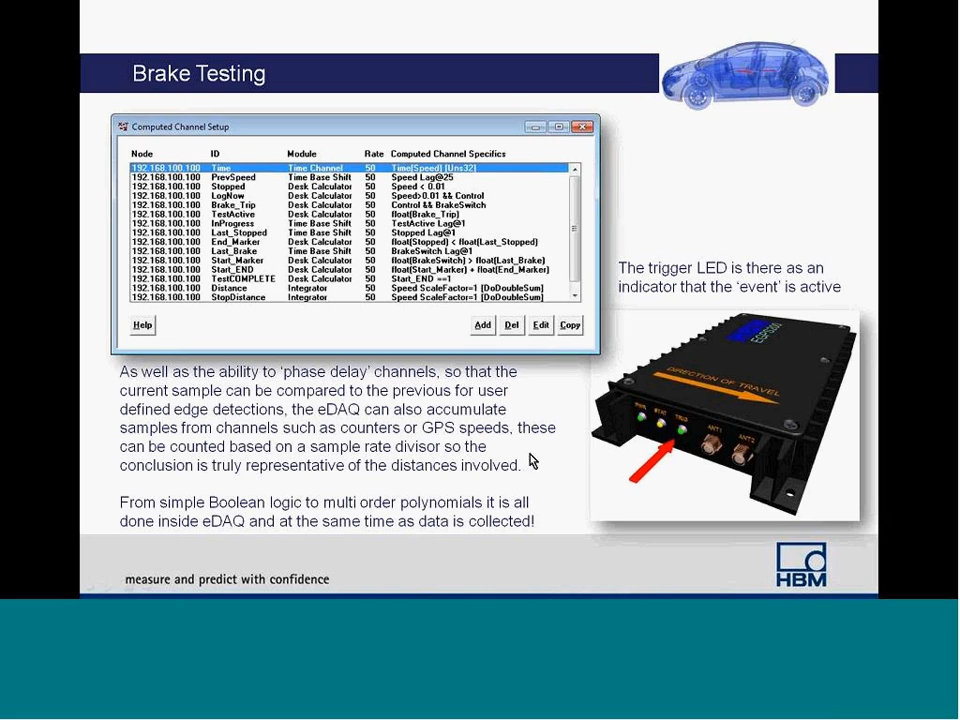 Brake Testing
Computed Channel Setup
Node ID Module Rate Computed Channel Specifics
192.168.100.100 Time Time Channel 50 Time[Speed] [Uns32]
192.168.100.100 PrevSpeed Time Base Shift 50 Speed Lag@25
192.168.100.100 Stopped Desk Calculator 50 Speed < 0.01
192.168.100.100 LogNow Desk Calculator 50 Speed>0.01 && Control
192.168.100.100 Brake_Trip Desk Calculator 50 Control && BrakeSwitch
192.168.100.100 TestActive Desk Calculator 50 float(Brake_Trip)
192.168.100.100 InProgress Time Base Shift 50 TestActive Lag@1
192.168.100.100 Last_Stopped Time Base Shift 50 Stopped Lag@1
192.168.100.100 End_Marker Desk Calculator 50 float(Stopped) < float(Last_Stopped)
192.168.100.100 Last_Brake Time Base Shift 50 BrakeSwitch Lag@1
192.168.100.100 Start_Marker Desk Calculator 50 float(BrakeSwitch) > float(Last_Brake)
192.168.100.100 Start_END Desk Calculator 50 float(Start_Marker) + float(End_Marker)
192.168.100.100 TestCOMPLETE Desk Calculator 50 Start_END ==1
192.168.100.100 Distance Integrator 50 Speed ScaleFactor=1 [DoDoubleSum]
192.168.100.100 StopDistance Integrator 50 Speed ScaleFactor=1 [DoDoubleSum]
Help Add Del Edit Copy
The trigger LED is there as an
indicator that the ‘event’ is active
EGPS200
DIRECTION OF TRAVEL
PWR STAT TRIG ANT1 ANT2
As well as the ability to ‘phase delay’ channels, so that the
current sample can be compared to the previous for user
defined edge detections, the eDAQ can also accumulate
samples from channels such as counters or GPS speeds, these
can be counted based on a sample rate divisor so the
conclusion is truly representative of the distances involved.
From simple Boolean logic to multi order polynomials it is all
done inside eDAQ and at the same time as data is collected!
measure and predict with confidence
HBM